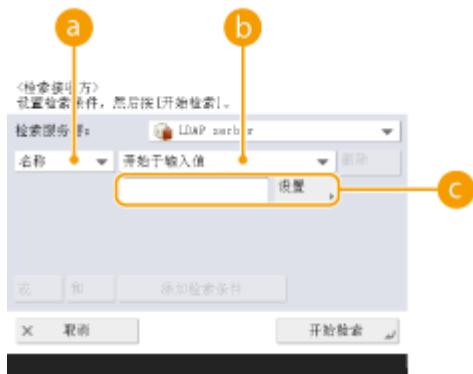 a b
<检索接收方>
设置检索条件，然后按[开始检索]。
检索服务器: LDAP server
名称 开始于输入值 删除
设置 c
或 和 添加检索条件
× 取消 开始检索